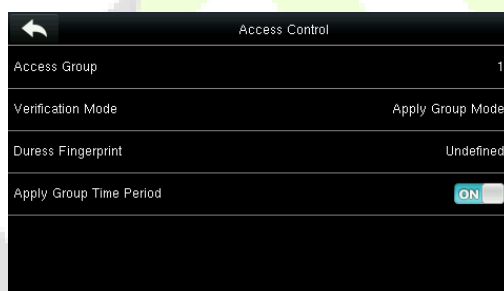 Access Control
Access Group 1
Verification Mode Apply Group Mode
Duress Fingerprint Undefined
Apply Group Time Period ON